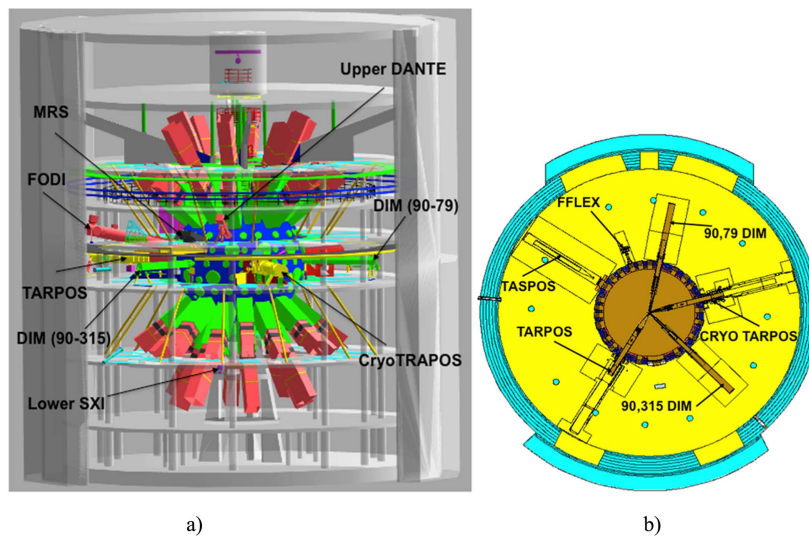 Upper DANTE
MRS
FODI
DIM (90-79)
TARPOS
DIM (90-315)
CryoTRAPOS
Lower SXI
a)
FFLEX
90,79 DIM
TASPOS
TARPOS
CRYO TARPOS
90,315 DIM
b)